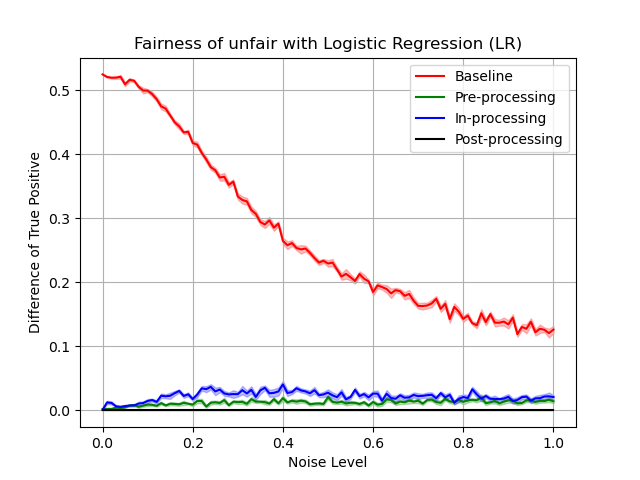 Fairness of unfair with Logistic Regression (LR)
Difference of True Positive
0.5
0.4
0.3
0.2
0.1
0.0
Baseline
Pre-processing
In-processing
Post-processing
0.0 0.2 0.4 0.6 0.8 1.0
Noise Level